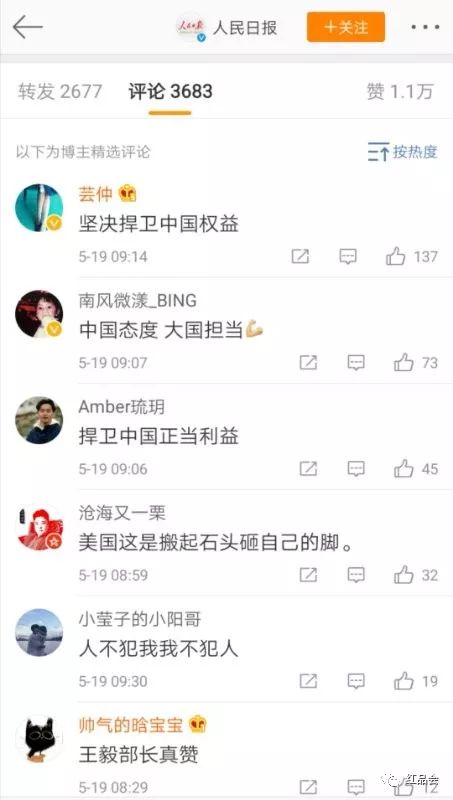 人民日报
人民日报
+关注
转发 2677
评论 3683
赞 1.1万
以下为博主精选评论
按热度
芸仲
坚决捍卫中国权益
5-19 09:14
137
南风微漾_BING
中国态度 大国担当💪🏼
5-19 09:07
73
Amber琉玥
捍卫中国正当利益
5-19 09:06
45
沧海又一栗
美国这是搬起石头砸自己的脚。
5-19 08:59
32
小莹子的小阳哥
人不犯我我不犯人
5-19 09:30
19
帅气的晗宝宝
王毅部长真赞
5-19 08:29
12
红品会